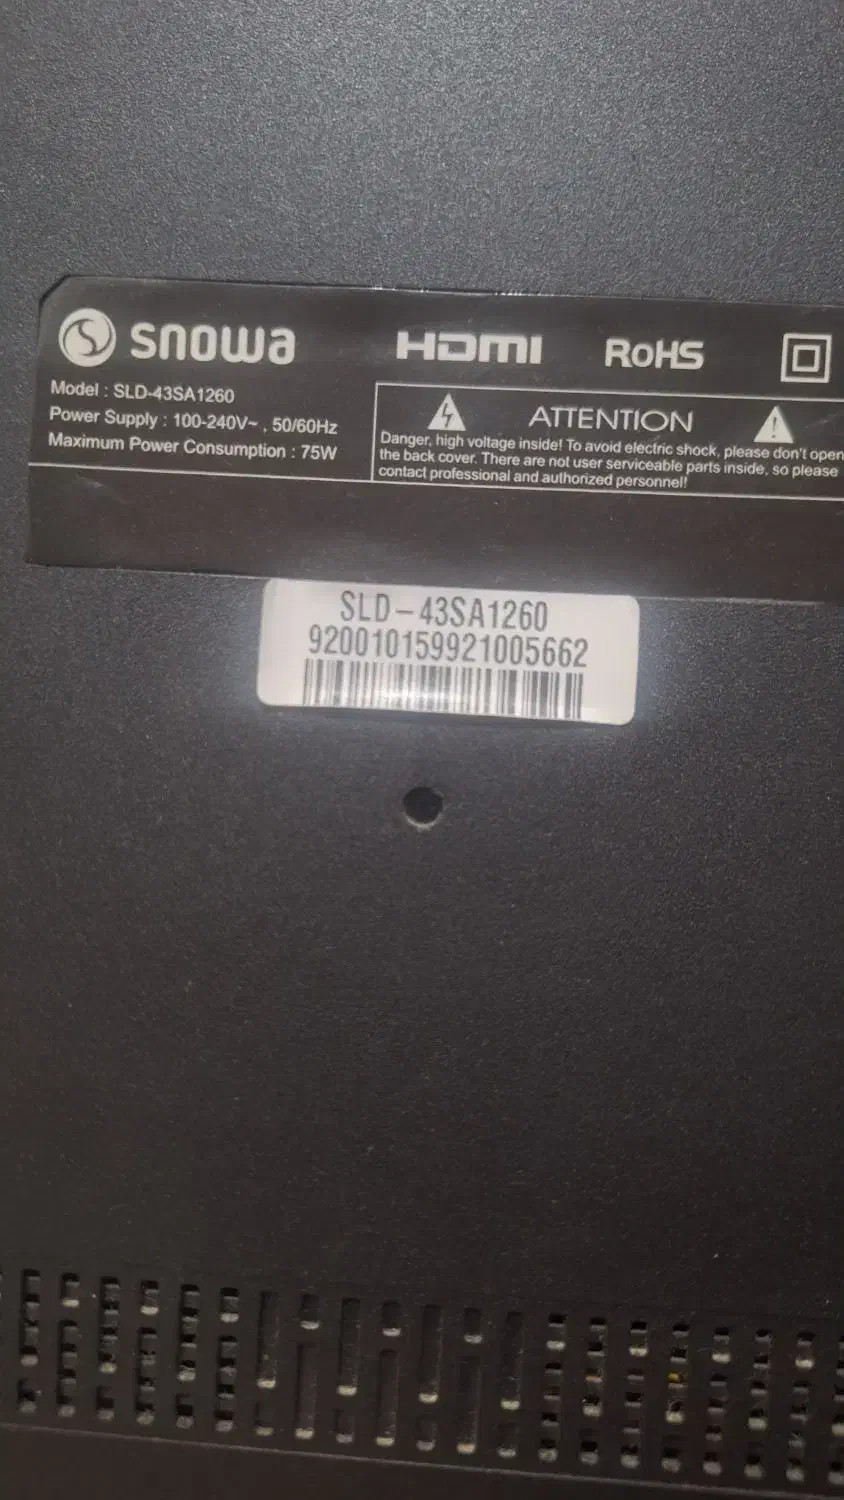 snowa HDMI RoHS
Model : SLD-43SA1260
Power Supply : 100-240V~ , 50/60Hz
Maximum Power Consumption : 75W
ATTENTION
Danger, high voltage inside! To avoid electric shock, please don't open
the back cover. There are not user serviceable parts inside, so please
contact professional and authorized personnel!
SLD-43SA1260
920010159921005662